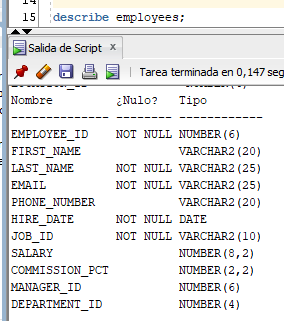 14
15 describe employees;
Salida de Script x
Tarea terminada en 0,147 seg
Nombre ¿Nulo? Tipo
-------------- -------- ------------
EMPLOYEE_ID NOT NULL NUMBER(6)
FIRST_NAME VARCHAR2(20)
LAST_NAME NOT NULL VARCHAR2(25)
EMAIL NOT NULL VARCHAR2(25)
PHONE_NUMBER VARCHAR2(20)
HIRE_DATE NOT NULL DATE
JOB_ID NOT NULL VARCHAR2(10)
SALARY NUMBER(8,2)
COMMISSION_PCT NUMBER(2,2)
MANAGER_ID NUMBER(6)
DEPARTMENT_ID NUMBER(4)